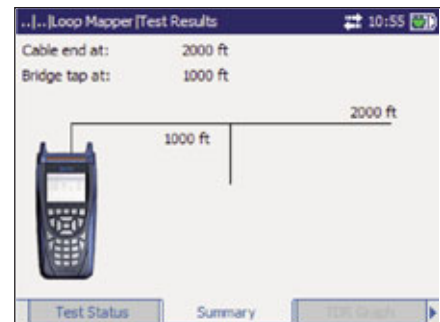 ..|..|Loop Mapper|Test Results 10:55
Cable end at: 2000 ft
Bridge tap at: 1000 ft
2000 ft
1000 ft
Test Status Summary TDR Graph